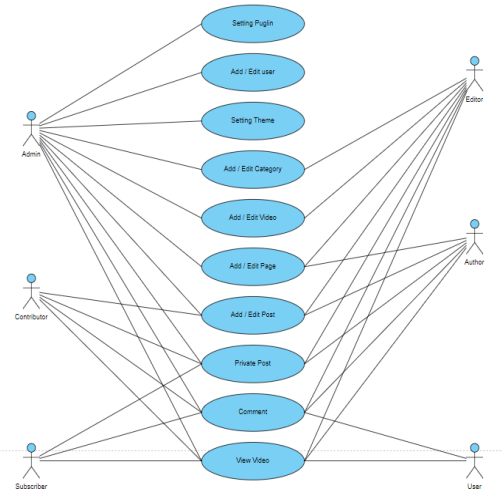 Setting Puglin
Add / Edit user
Editor
Setting Theme
Admin
Add / Edit Category
Add / Edit Video
Add / Edit Page
Author
Contributor
Add / Edit Post
Private Post
Comment
View Video
Subscriber
User